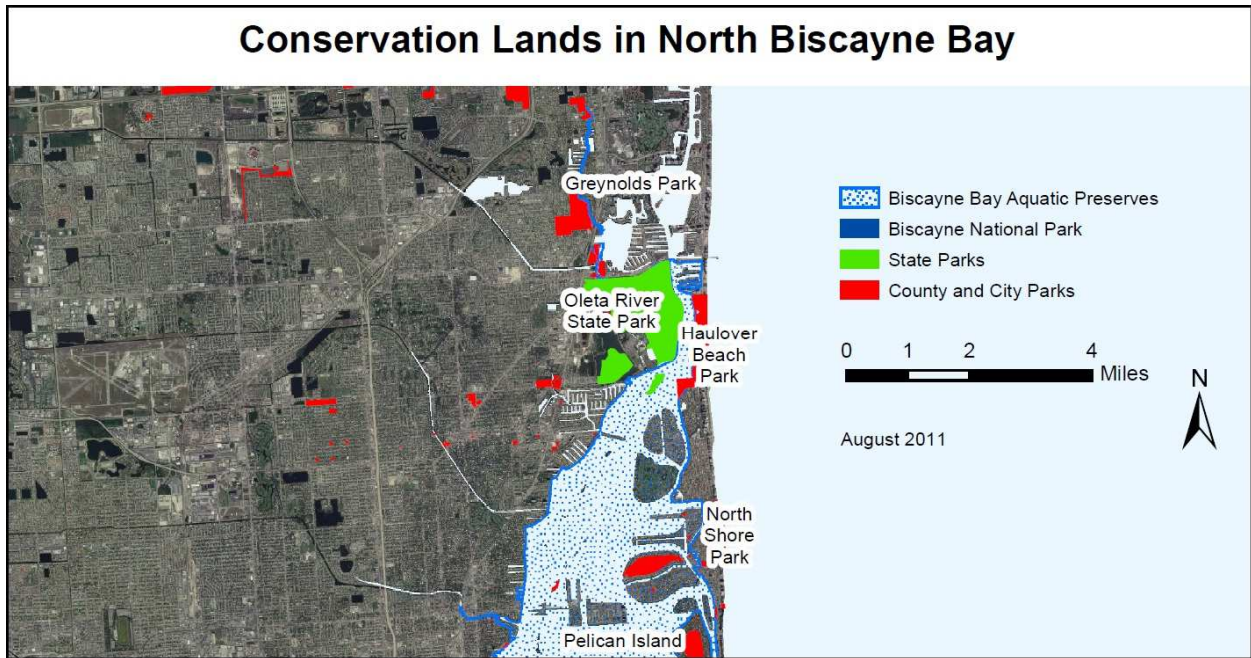 Conservation Lands in North Biscayne Bay
Greynolds Park
Oleta River
State Park
Haulover
Beach
Park
North
Shore
Park
Pelican Island
Biscayne Bay Aquatic Preserves
Biscayne National Park
State Parks
County and City Parks
0 1 2 4
Miles
N
August 2011